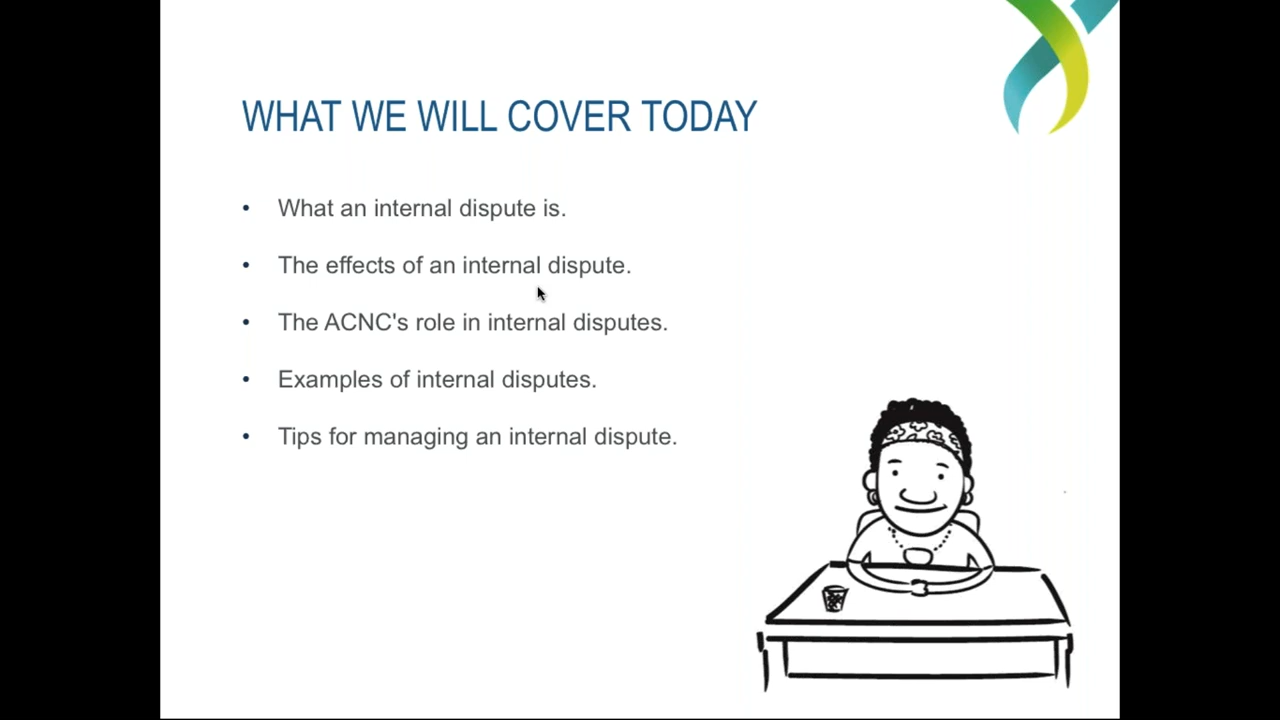 WHAT WE WILL COVER TODAY
• What an internal dispute is.
• The effects of an internal dispute.
• The ACNC's role in internal disputes.
• Examples of internal disputes.
• Tips for managing an internal dispute.